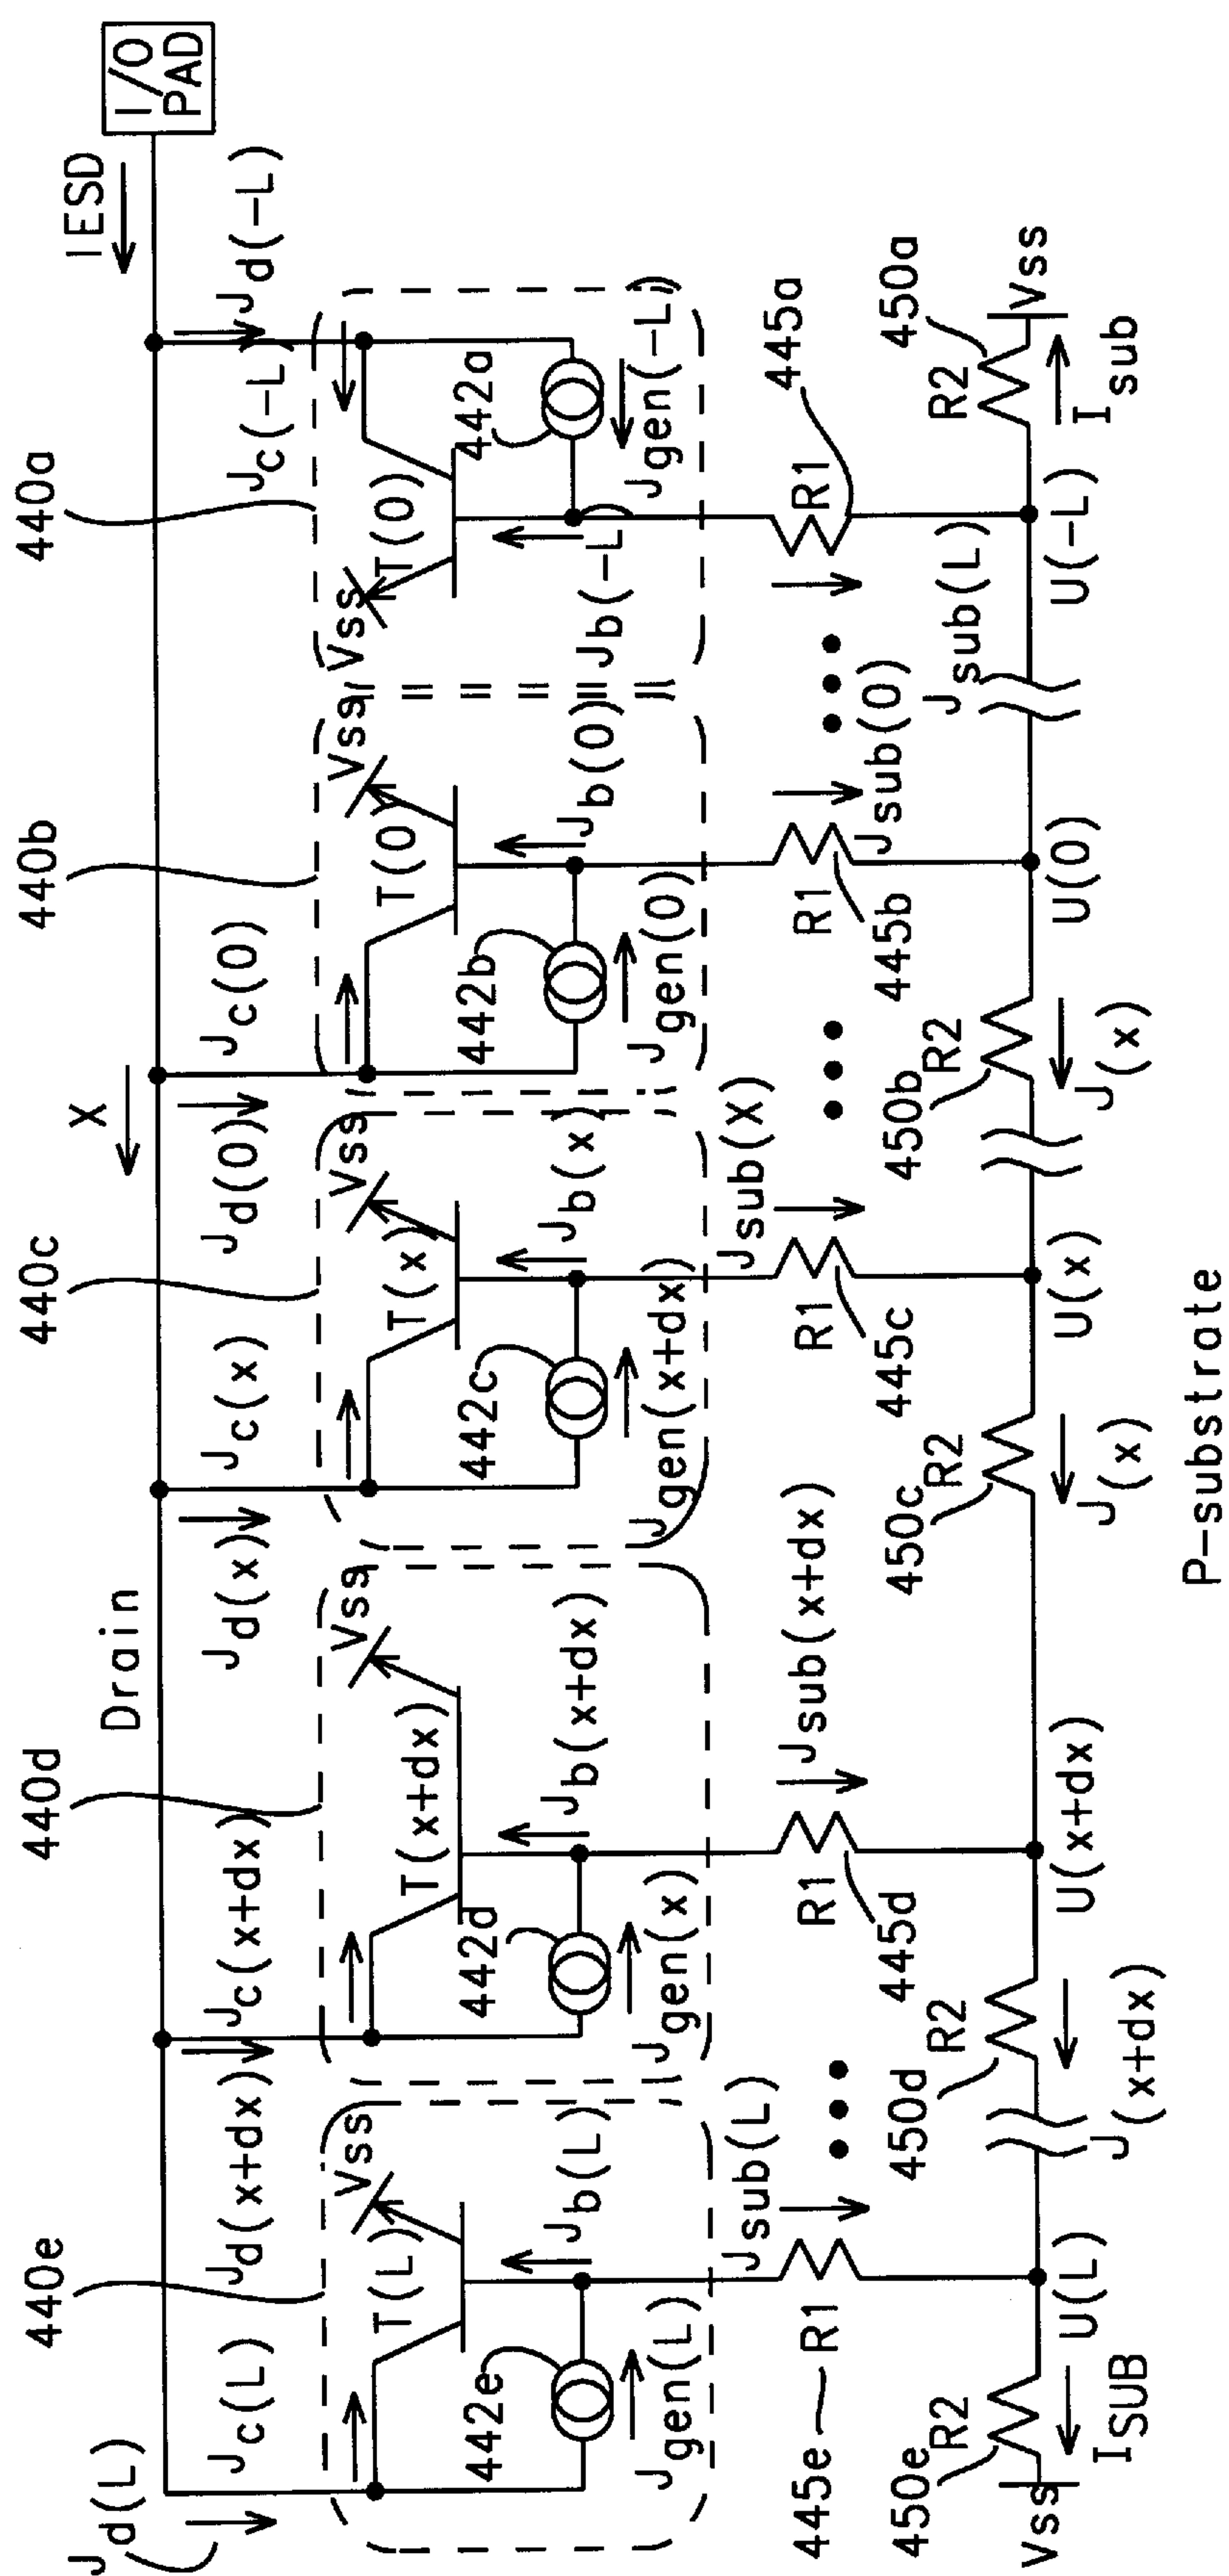 440e
440d
440c
440b
440a
Jd(L)
Jc(L)
Jd(x+dx)
Jc(x+dx)
Drain
Jd(x)
Jc(x)
X
Jd(0)
Jc(0)
IESD
Jc(-L)
Jd(-L)
I/O
PAD
Vss
T(L)
442e
Jb(L)
Jgen(L)
Vss
T(x+dx)
442d
Jb(x+dx)
Jgen(x)
Vss
T(x)
442c
Jb(x)
Jgen(x+dx)
Vss
T(0)
442b
Jb(0)
Jgen(0)
Vss
T(0)
442a
Jb(-L)
Jgen(-L)
445e
R1
Jsub(L)
R1
445d
Jsub(x+dx)
R1
445c
Jsub(X)
R1
445b
Jsub(0)
R1
445a
Jsub(L)
450e
R2
450d
R2
450c
R2
450b
R2
R2
450a
Vss
ISUB
U(L)
J(x+dx)
U(x+dx)
J(x)
U(x)
J(x)
U(0)
U(-L)
Isub
Vss
P-substrate